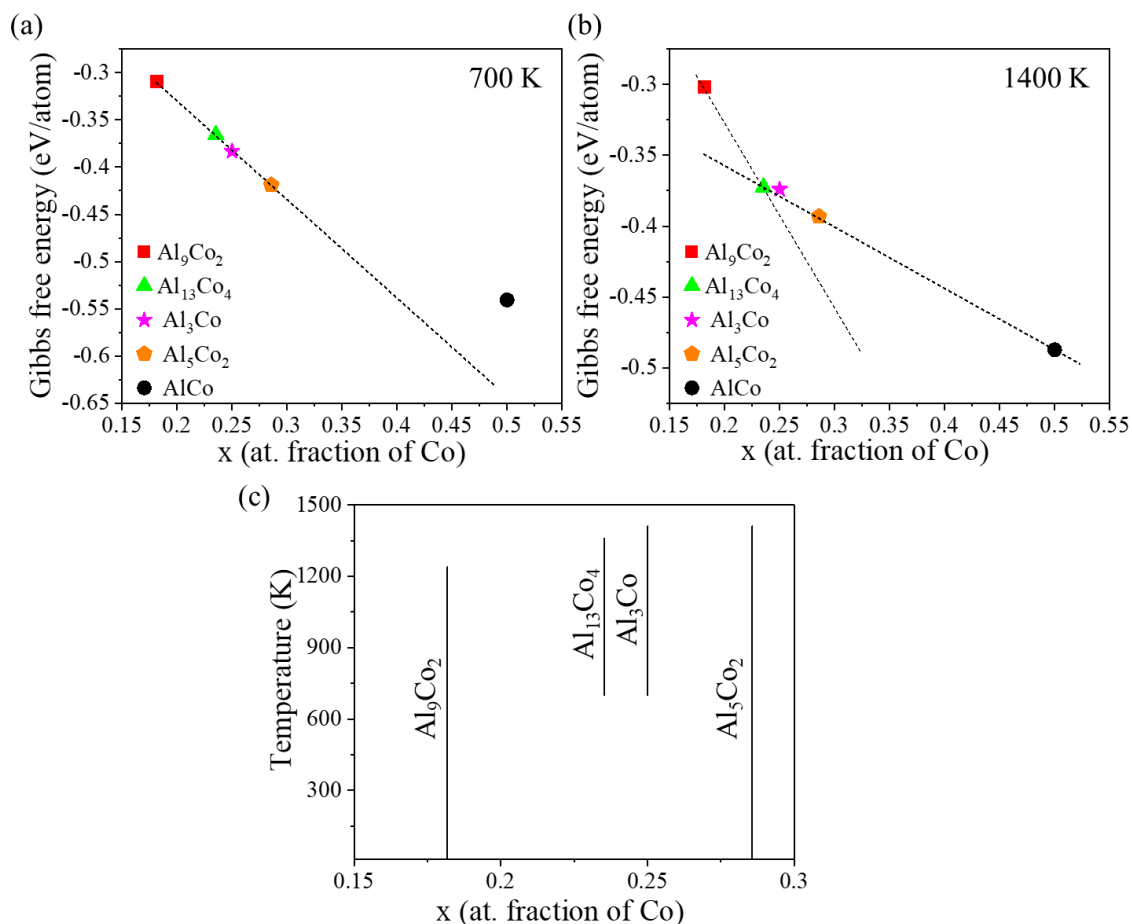 (a)
700 K
Gibbs free energy (eV/atom)
-0.3
-0.35
-0.4
-0.45
-0.5
-0.55
-0.6
-0.65
Al₉Co₂
Al₁₃Co₄
Al₃Co
Al₅Co₂
AlCo
0.15 0.2 0.25 0.3 0.35 0.4 0.45 0.5 0.55
x (at. fraction of Co)
(b)
1400 K
Gibbs free energy (eV/atom)
-0.3
-0.35
-0.4
-0.45
-0.5
Al₉Co₂
Al₁₃Co₄
Al₃Co
Al₅Co₂
AlCo
0.15 0.2 0.25 0.3 0.35 0.4 0.45 0.5 0.55
x (at. fraction of Co)
(c)
Temperature (K)
1500
1200
900
600
300
Al₉Co₂
Al₁₃Co₄
Al₃Co
Al₅Co₂
0.15 0.2 0.25 0.3
x (at. fraction of Co)